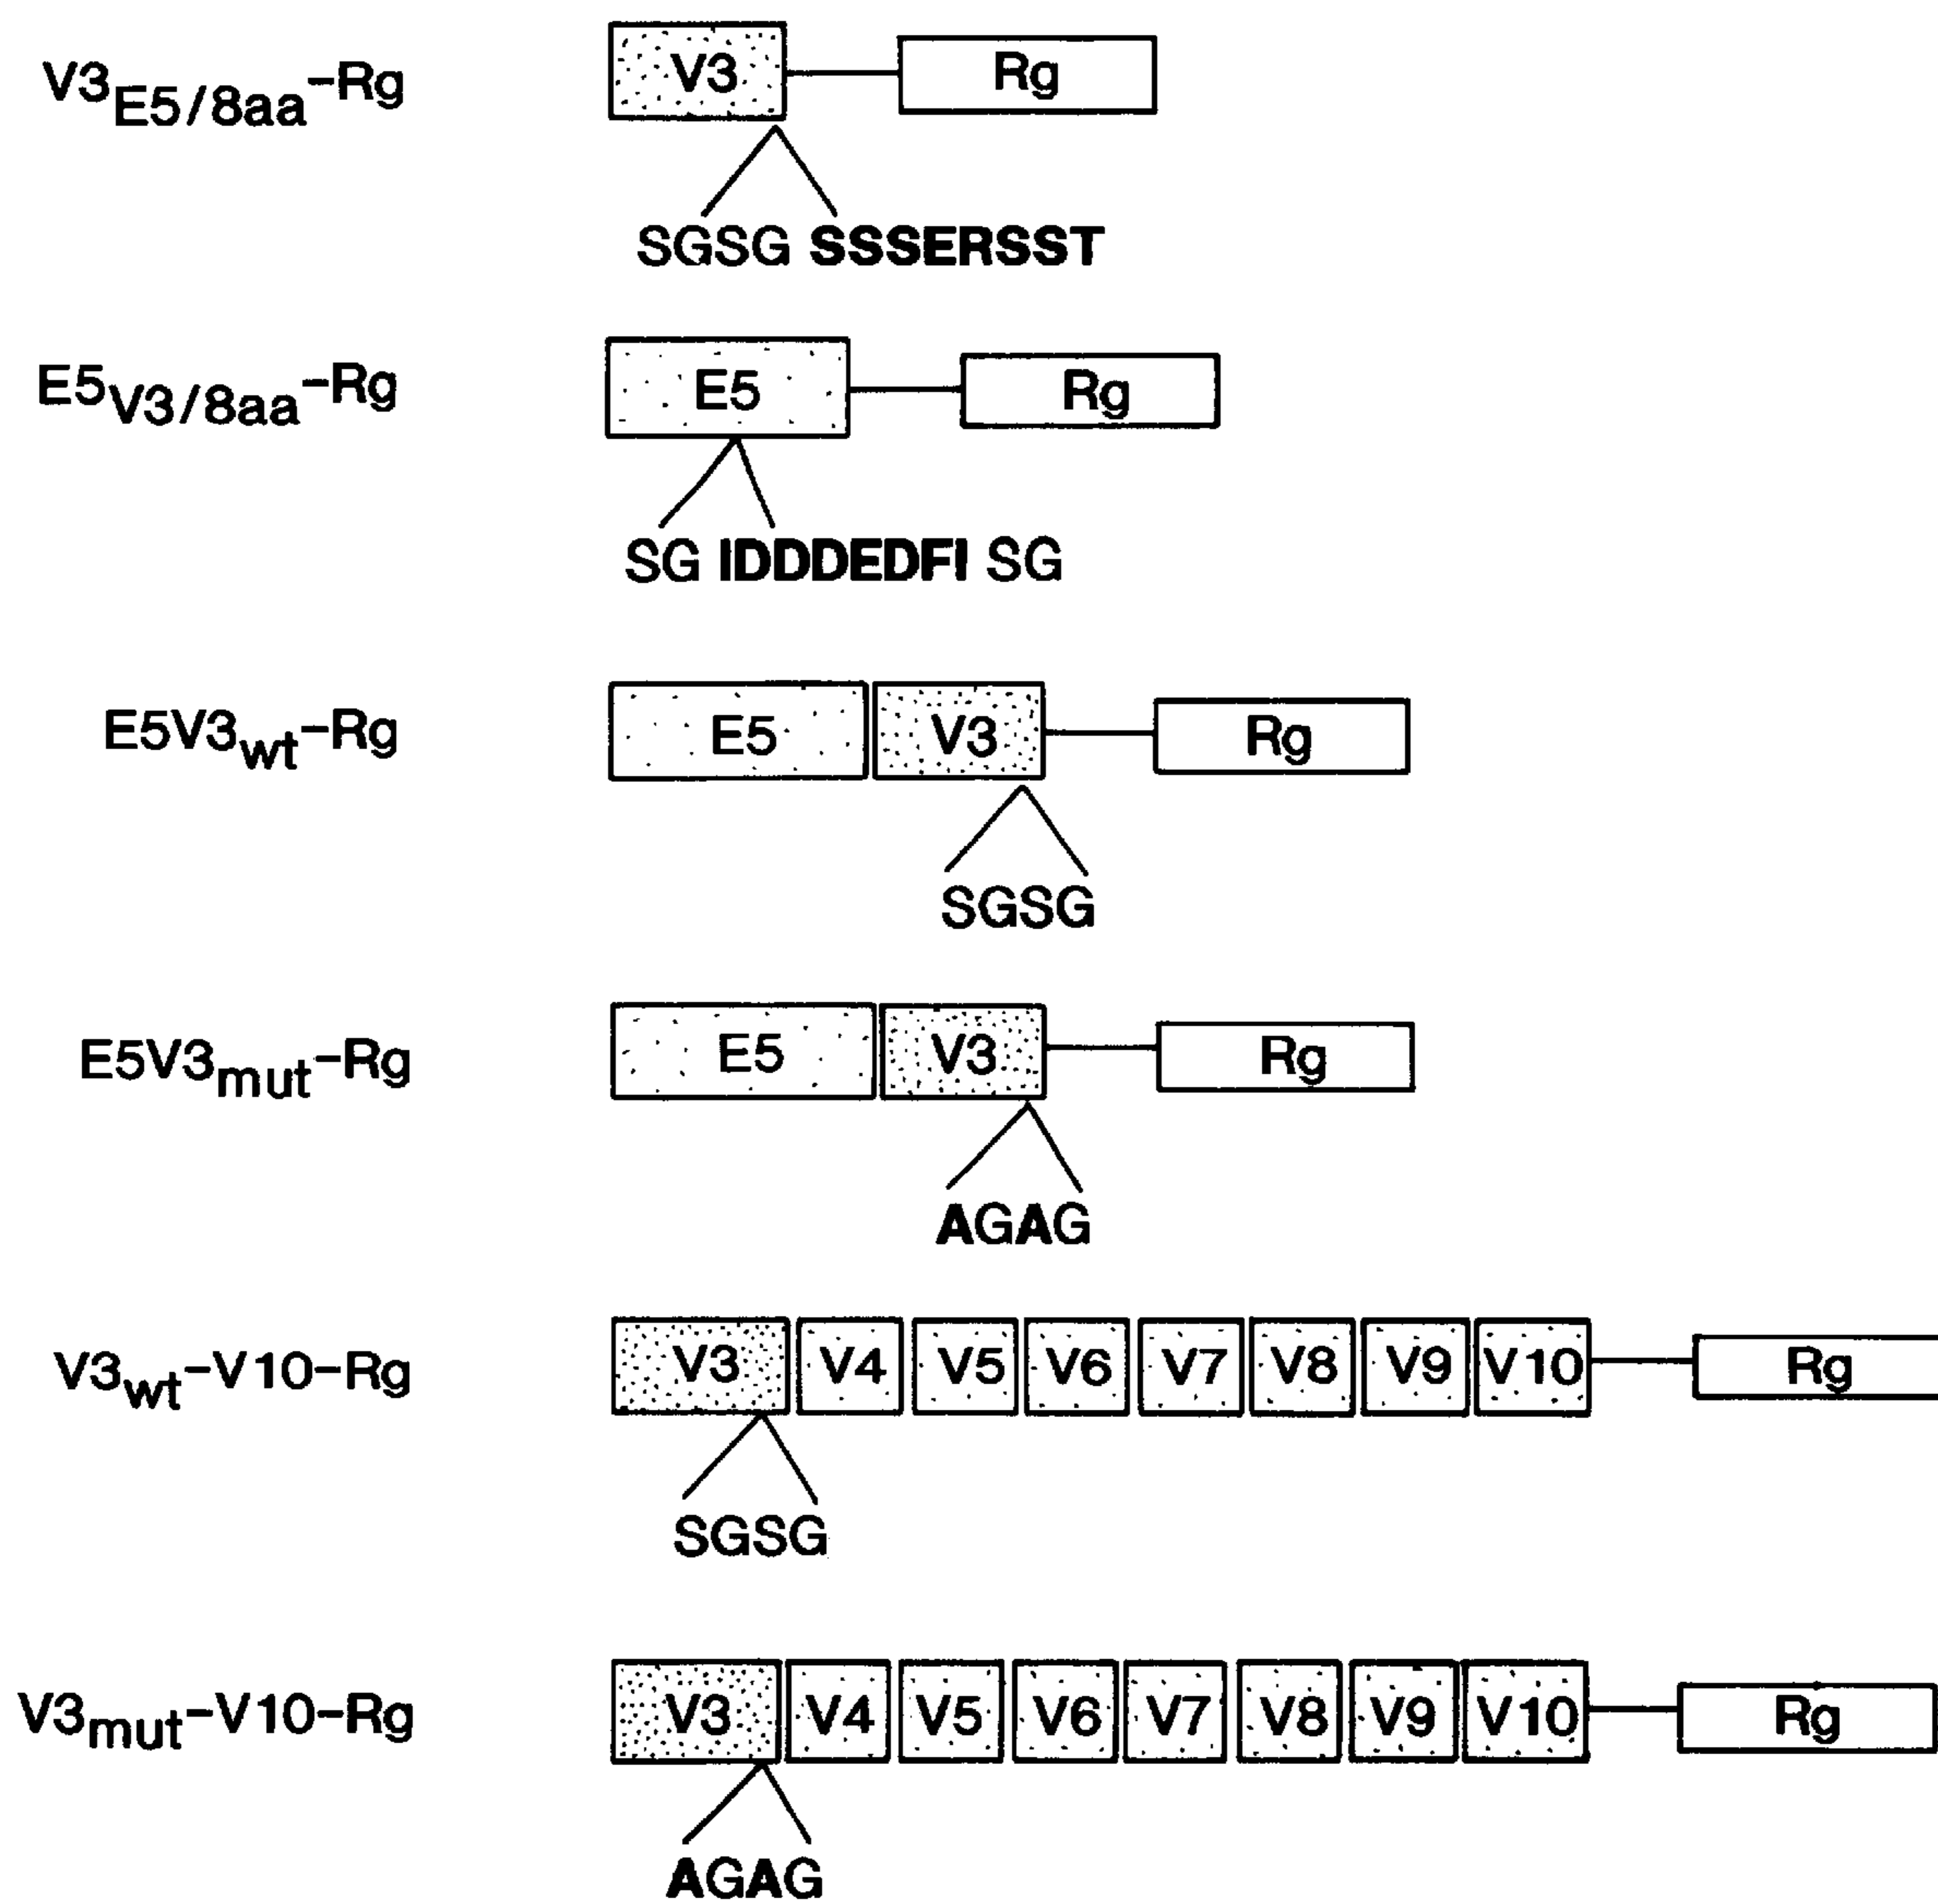 V3E5/8aa-Rg V3 Rg
SGSG SSSERSST
E5V3/8aa-Rg E5 Rg
SG IDDDEDFI SG
E5V3wt-Rg E5 V3 Rg
SGSG
E5V3mut-Rg E5 V3 Rg
AGAG
V3wt-V10-Rg V3 V4 V5 V6 V7 V8 V9 V10 Rg
SGSG
V3mut-V10-Rg V3 V4 V5 V6 V7 V8 V9 V10 Rg
AGAG